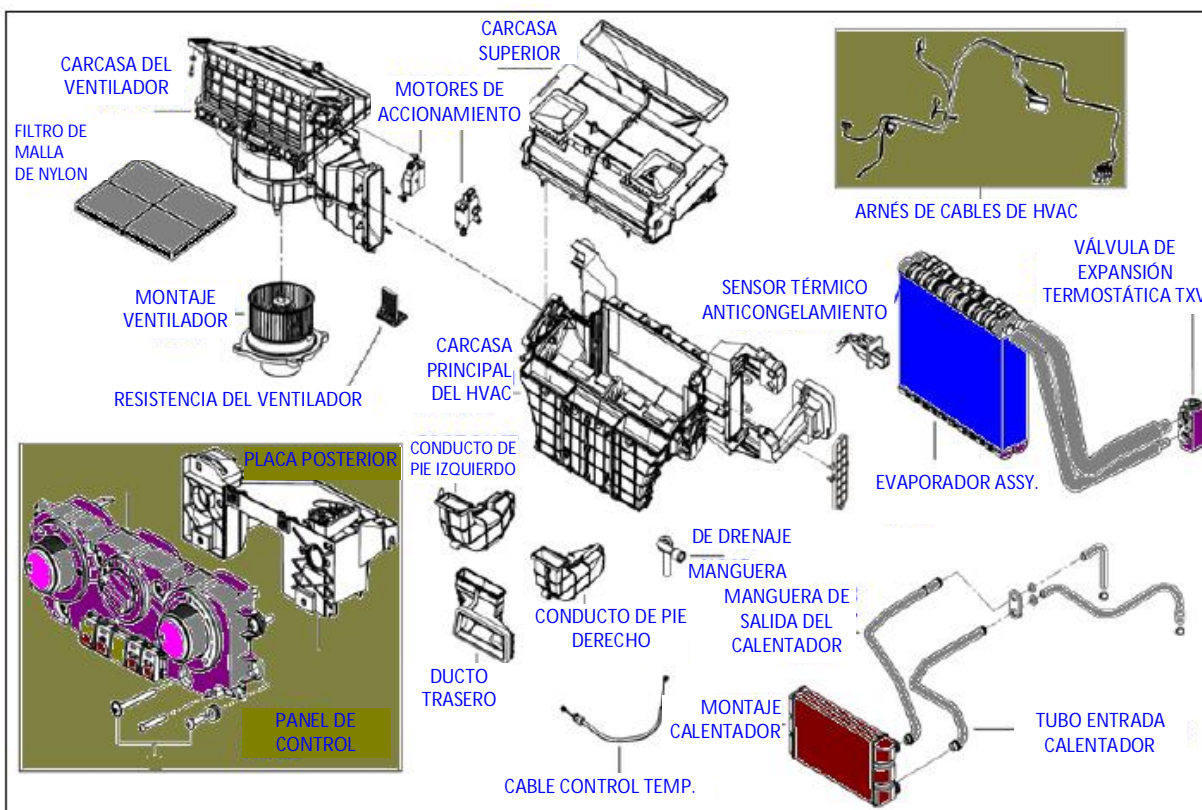 CARCASA
SUPERIOR
CARCASA DEL
VENTILADOR
MOTORES DE
ACCIONAMIENTO
FILTRO DE
MALLA
DE NYLON
ARNÉS DE CABLES DE HVAC
VÁLVULA DE
EXPANSIÓN
TERMOSTÁTICA TXV
SENSOR TÉRMICO
ANTICONGELAMIENTO
MONTAJE
VENTILADOR
CARCASA
PRINCIPAL
DEL HVAC
RESISTENCIA DEL VENTILADOR
PLACA POSTERIOR
CONDUCTO DE
PIE IZQUIERDO
EVAPORADOR ASSY.
DE DRENAJE
MANGUERA
MANGUERA DE
SALIDA DEL
CALENTADOR
CONDUCTO DE PIE
DERECHO
DUCTO
TRASERO
PANEL DE
CONTROL
MONTAJE
CALENTADOR
TUBO ENTRADA
CALENTADOR
CABLE CONTROL TEMP.